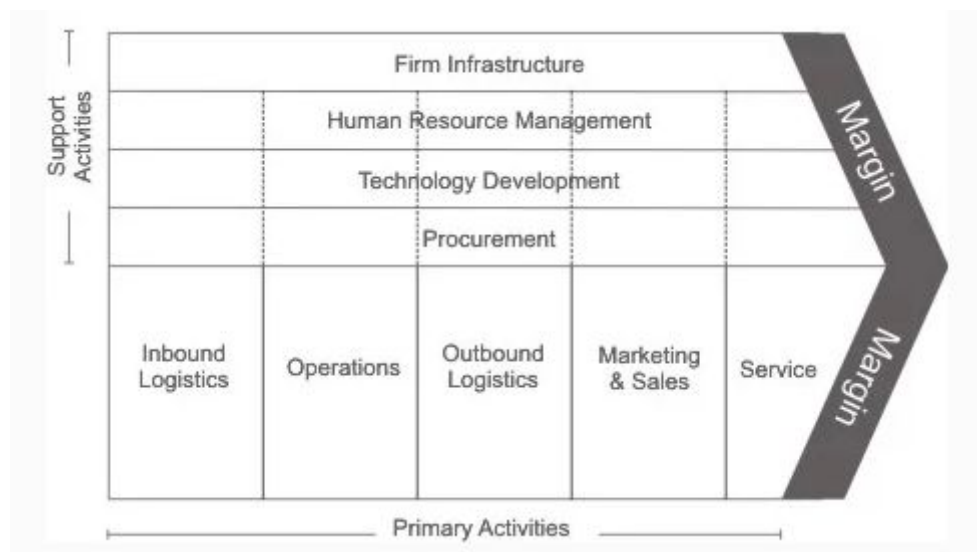 Firm Infrastructure
Support
Activities
Human Resource Management
Technology Development
Procurement
Margin
Inbound
Logistics
Operations
Outbound
Logistics
Marketing
& Sales
Service
Margin
Primary Activities